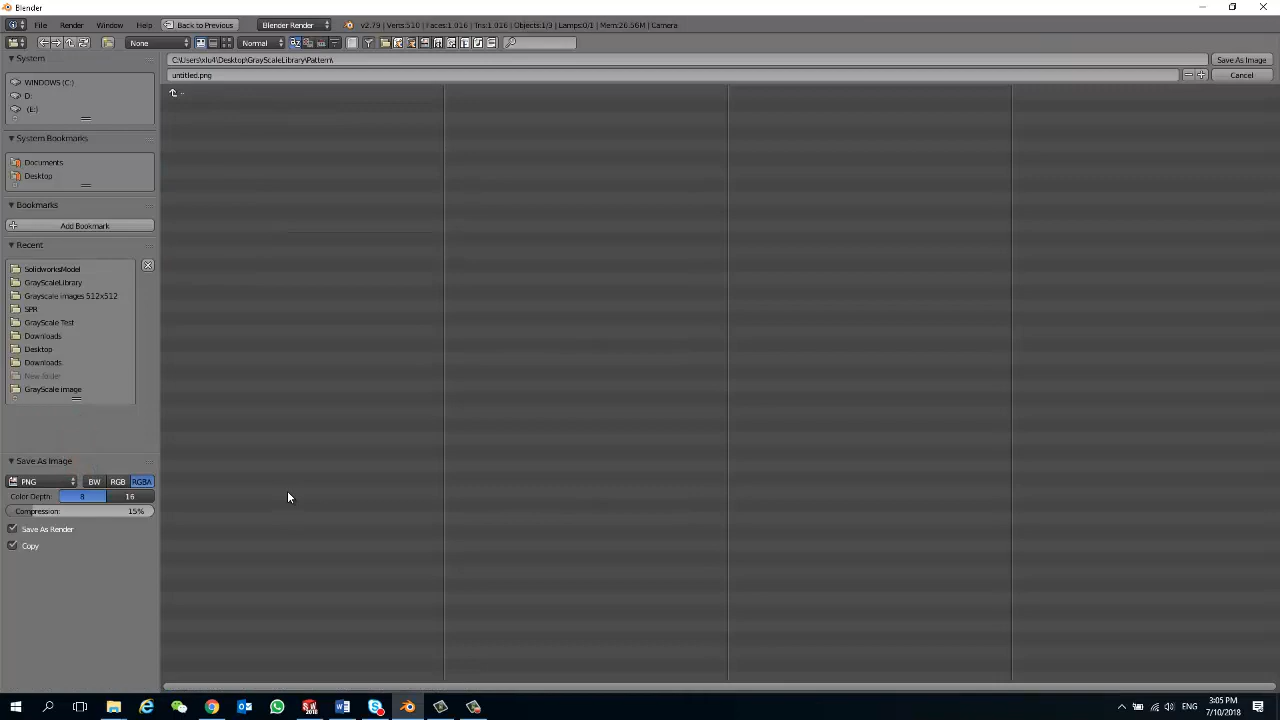 Blender
File Render Window Help Back to Previous Blender Render v2.79 | Verts:510 | Faces:1,016 | Tris:1,016 | Objects:1/3 | Lamps:0/1 | Mem:26.56M | Camera
None Normal
System
WINDOWS (C:)
D:
(E:)
System Bookmarks
Documents
Desktop
Bookmarks
Add Bookmark
Recent
SolidworksModel
GrayScaleLibrary
Grayscale images 512x512
SPR
GrayScale Test
Downloads
Desktop
Downloads
New folder
GrayScale image
Save As Image
PNG BW RGB RGBA
Color Depth: 8 16
Compression: 15%
Save As Render
Copy
C:\Users\xlu4\Desktop\GrayScaleLibrary\Pattern\ Save As Image
untitled.png Cancel
..
ENG 3:05 PM
7/10/2018